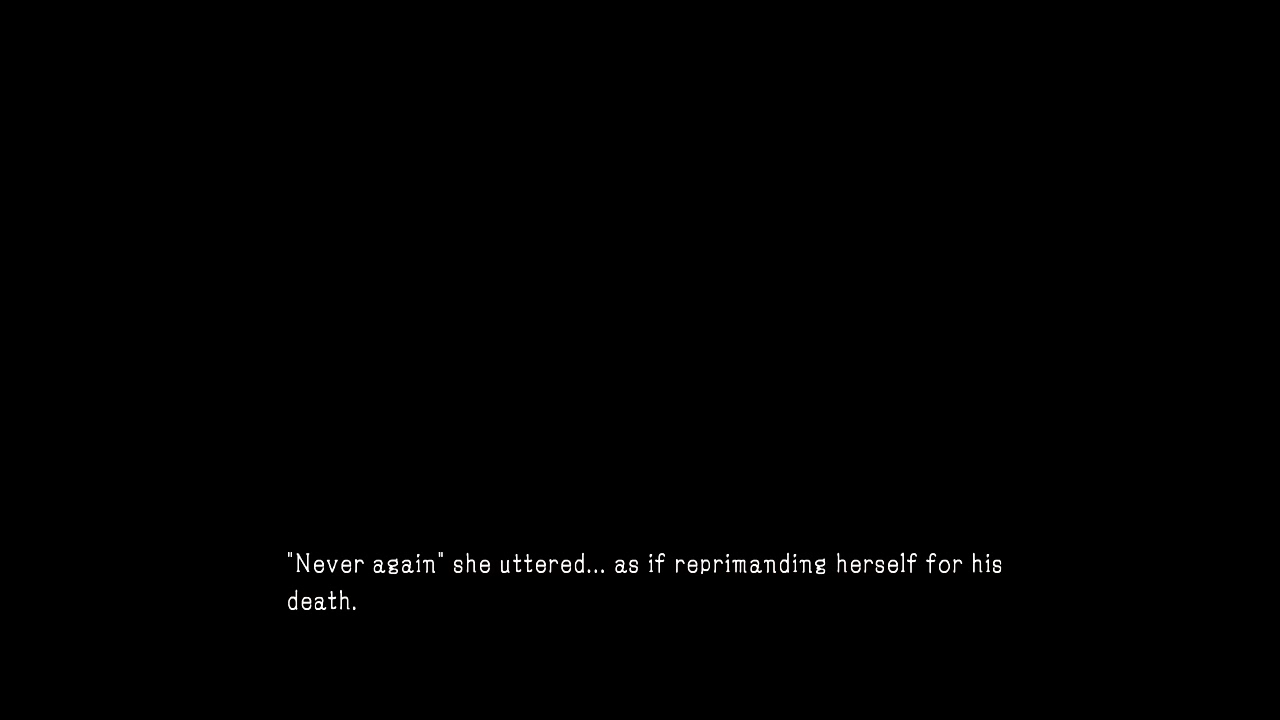 "Never again" she uttered... as if reprimanding herself for his
death.